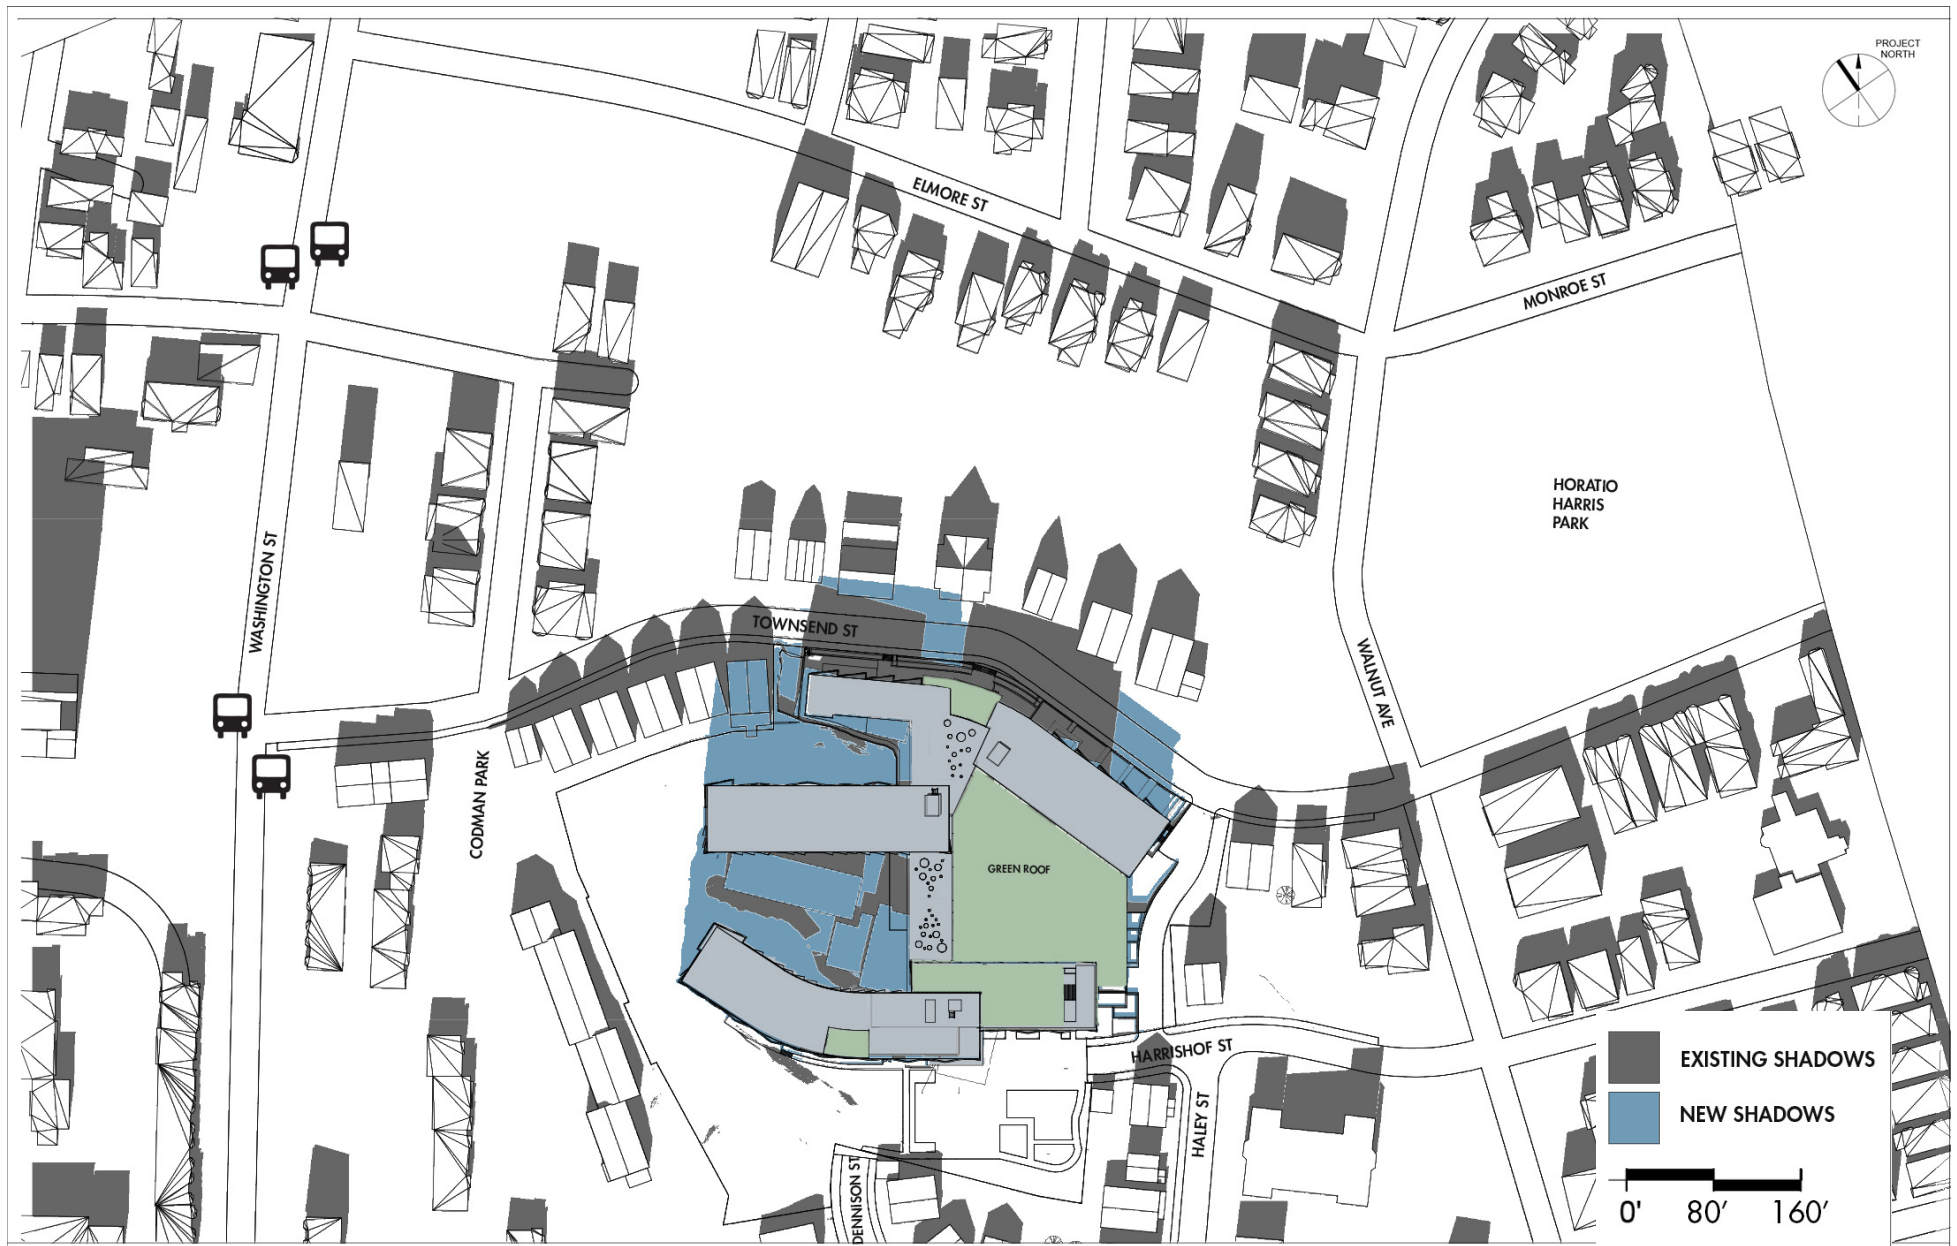 PROJECT
NORTH
ELMORE ST
MONROE ST
HORATIO
HARRIS
PARK
WASHINGTON ST
TOWNSEND ST
WALNUT AVE
CODMAN PARK
GREEN ROOF
HARRISHOF ST
HALEY ST
DENNISON ST
EXISTING SHADOWS
NEW SHADOWS
0' 80' 160'